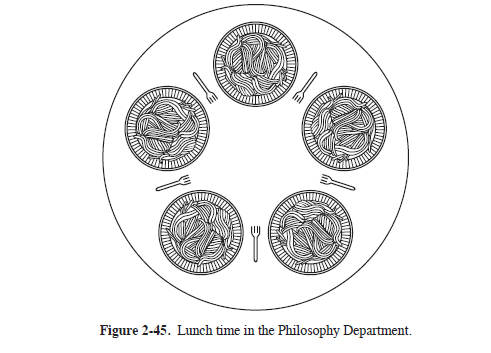 Figure 2-45. Lunch time in the Philosophy Department.